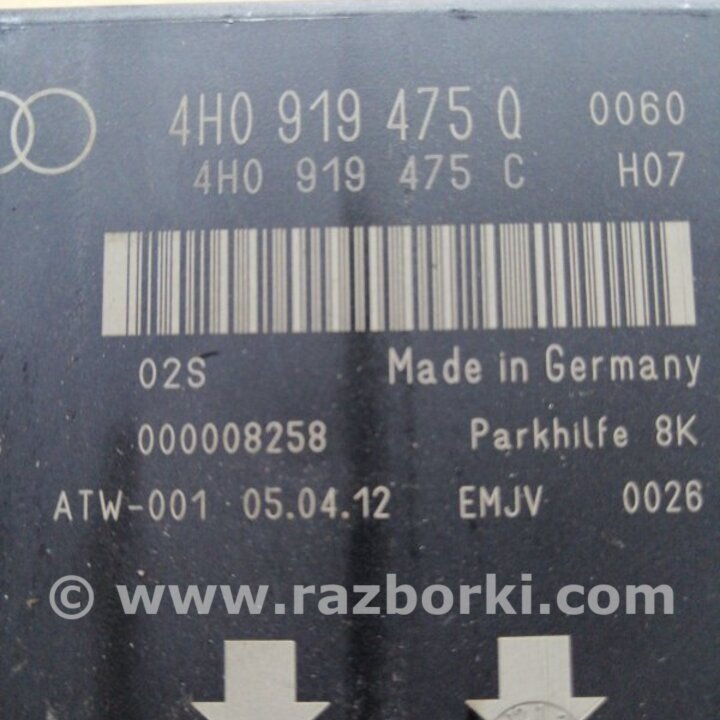 4H0 919 475 Q 0060
4H0 919 475 C H07
02S Made in Germany
000008258 Parkhilfe 8K
ATW-001 05.04.12 EMJV 0026
© www.razborki.com